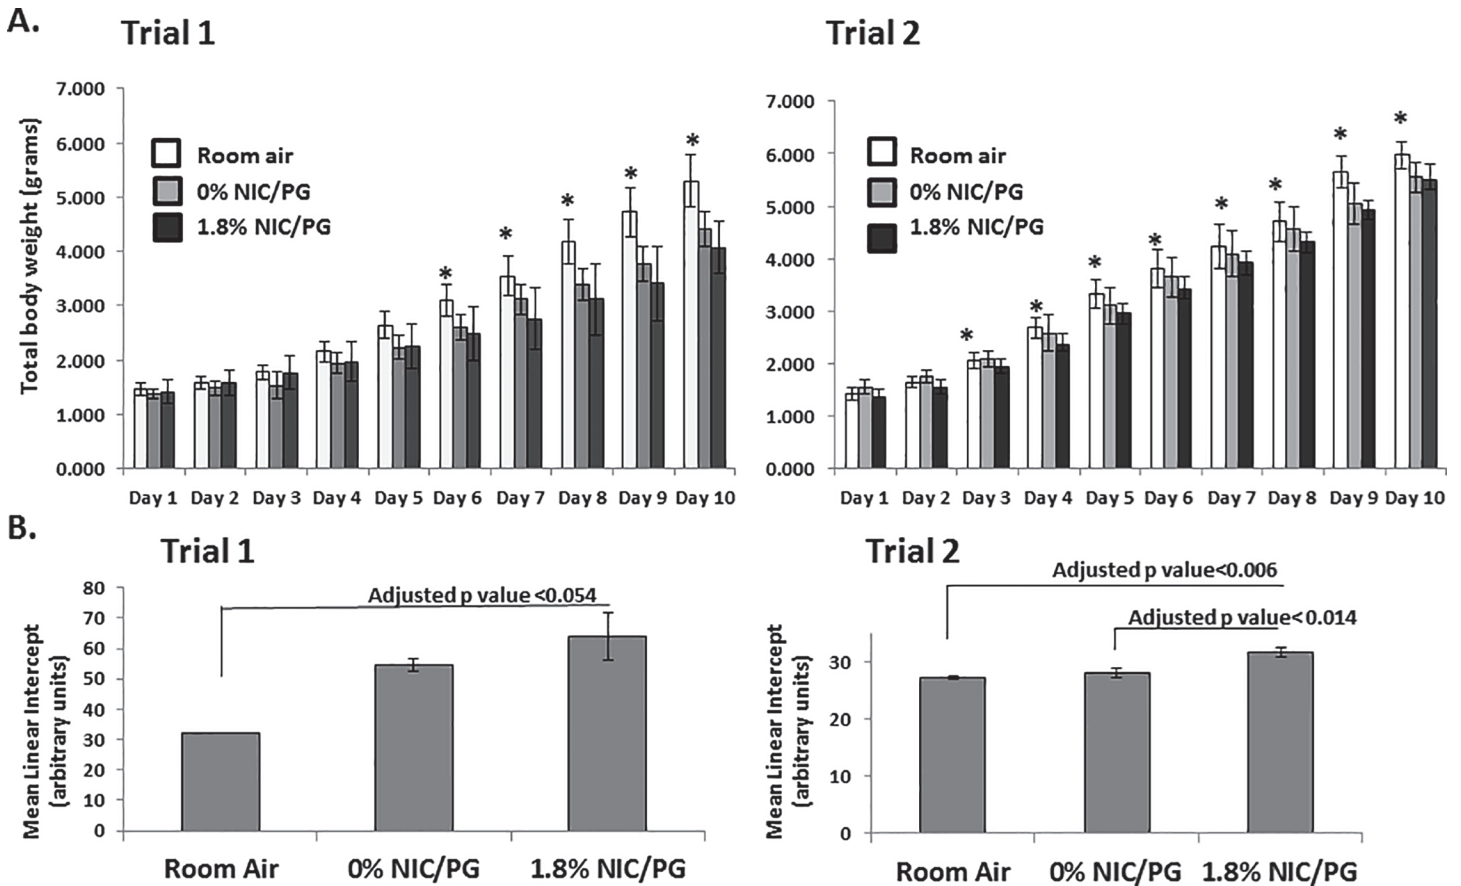 A.
Trial 1
Total body weight (grams)
7.000
6.000
5.000
4.000
3.000
2.000
1.000
0.000
Room air
0% NIC/PG
1.8% NIC/PG
*
*
*
*
*
Day 1 Day 2 Day 3 Day 4 Day 5 Day 6 Day 7 Day 8 Day 9 Day 10
Trial 2
7.000
6.000
5.000
4.000
3.000
2.000
1.000
0.000
Room air
0% NIC/PG
1.8% NIC/PG
*
*
*
*
*
*
*
*
Day 1 Day 2 Day 3 Day 4 Day 5 Day 6 Day 7 Day 8 Day 9 Day 10
B.
Trial 1
Mean Linear Intercept
(arbitrary units)
80
70
60
50
40
30
20
10
0
Adjusted p value <0.054
Room Air 0% NIC/PG 1.8% NIC/PG
Trial 2
Mean Linear Intercept
(arbitrary units)
30
20
10
0
Adjusted p value<0.006
Adjusted p value<0.014
Room Air 0% NIC/PG 1.8% NIC/PG